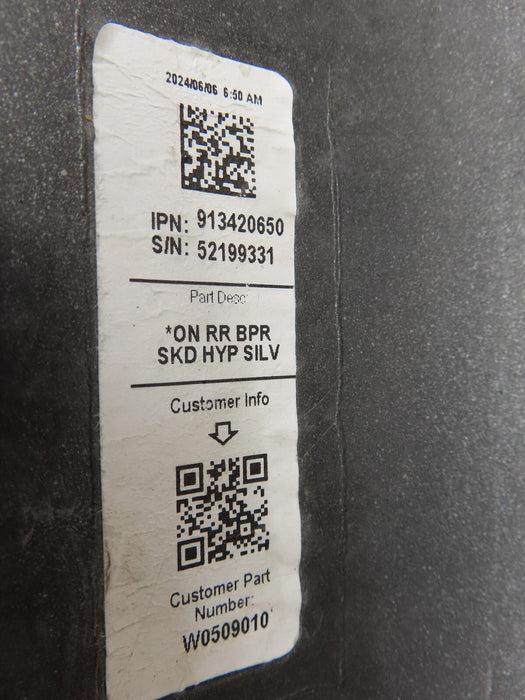 2024/06/06 6:50 AM
IPN: 913420650
S/N: 52199331
Part Desc:
*ON RR BPR
SKD HYP SILV
Customer Info
Customer Part
Number:
W0509010